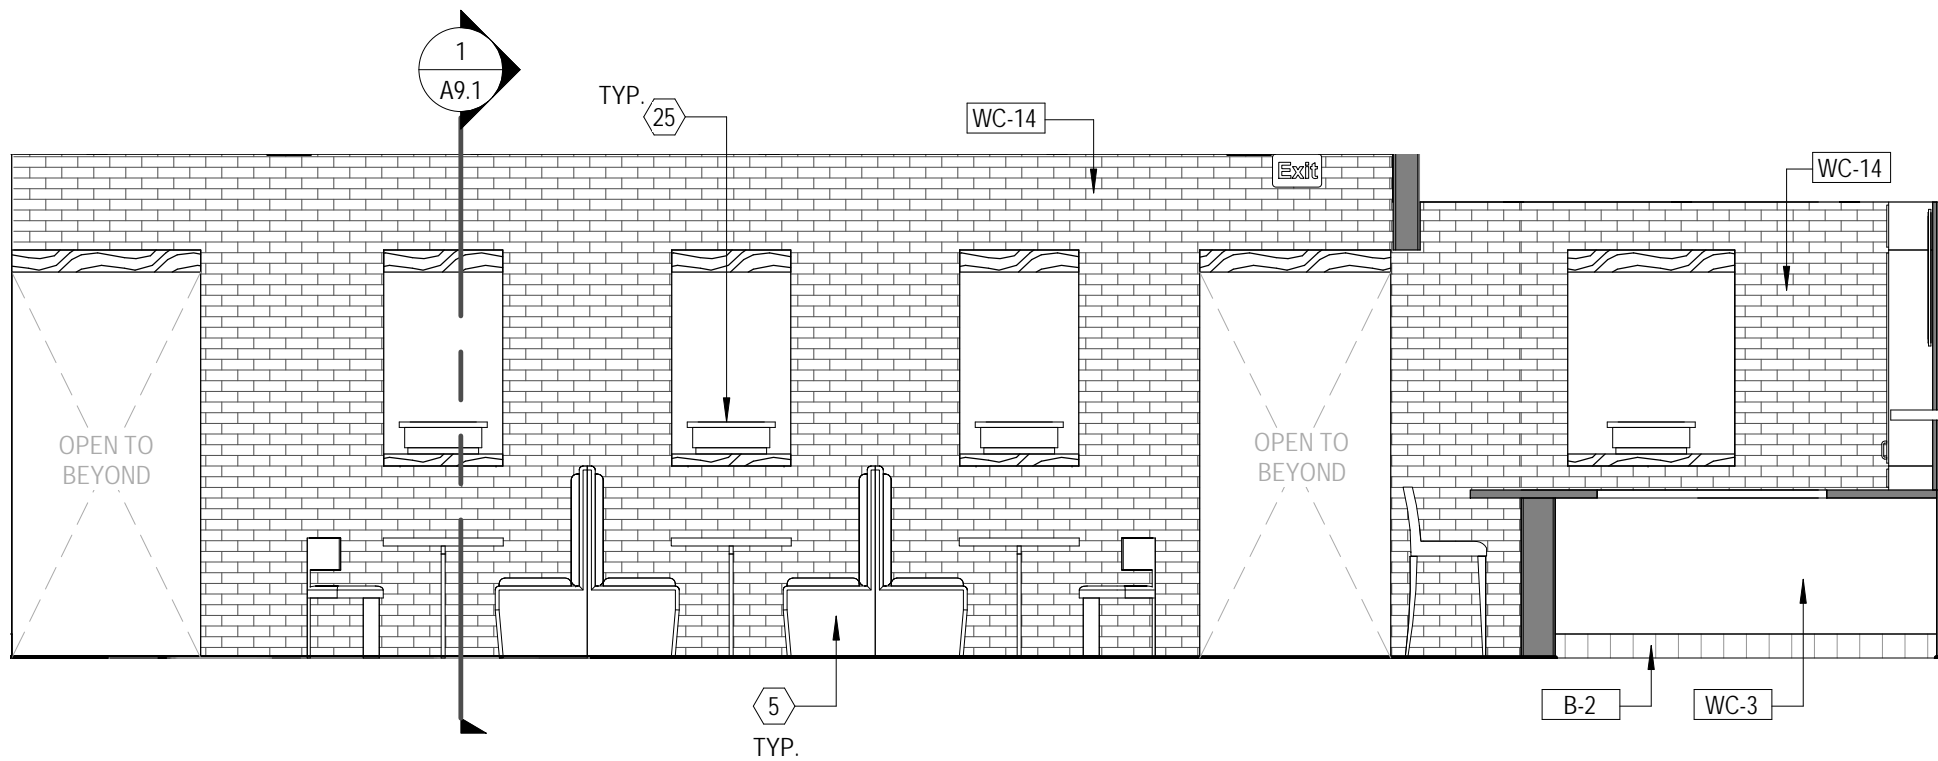 1
A9.1
TYP.
25
WC-14
Exit
WC-14
OPEN TO
BEYOND
OPEN TO
BEYOND
5
TYP.
B-2
WC-3